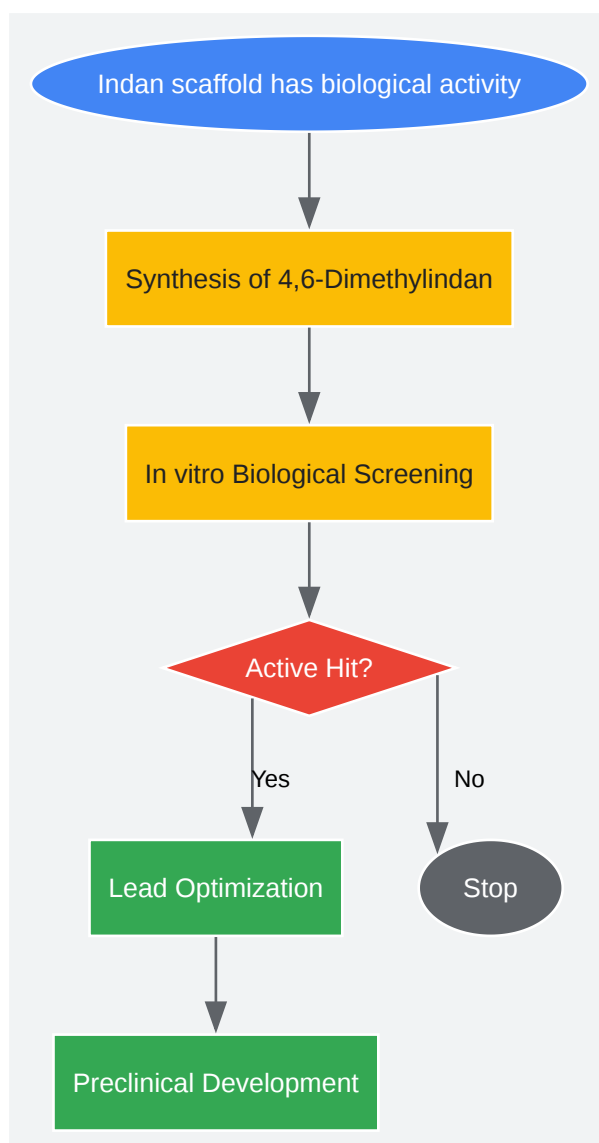 Indan scaffold has biological activity
Synthesis of 4,6-Dimethylindan
In vitro Biological Screening
Active Hit?
Yes
No
Lead Optimization
Stop
Preclinical Development